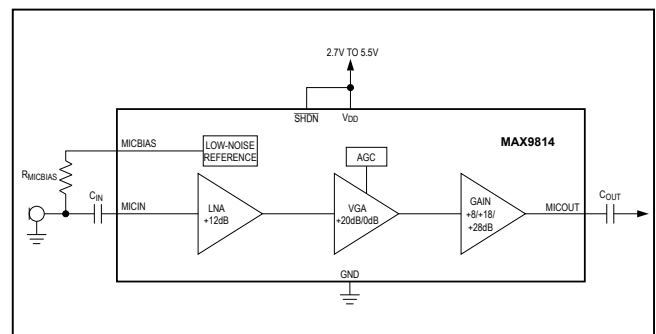 2.7V TO 5.5V
SHDN
VDD
MAX9814
MICBIAS
LOW-NOISE
REFERENCE
AGC
RMICBIAS
CIN
MICIN
LNA
+12dB
VGA
+20dB/0dB
GAIN
+8/+18/
+28dB
MICOUT
COUT
GND